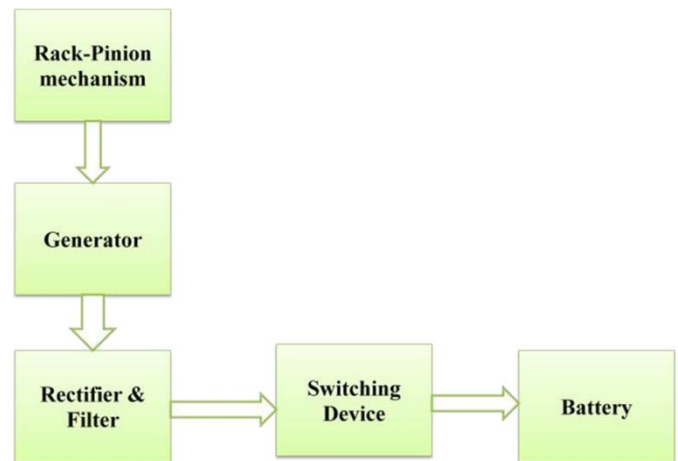 Rack-Pinion
mechanism
Generator
Rectifier &
Filter
Switching
Device
Battery